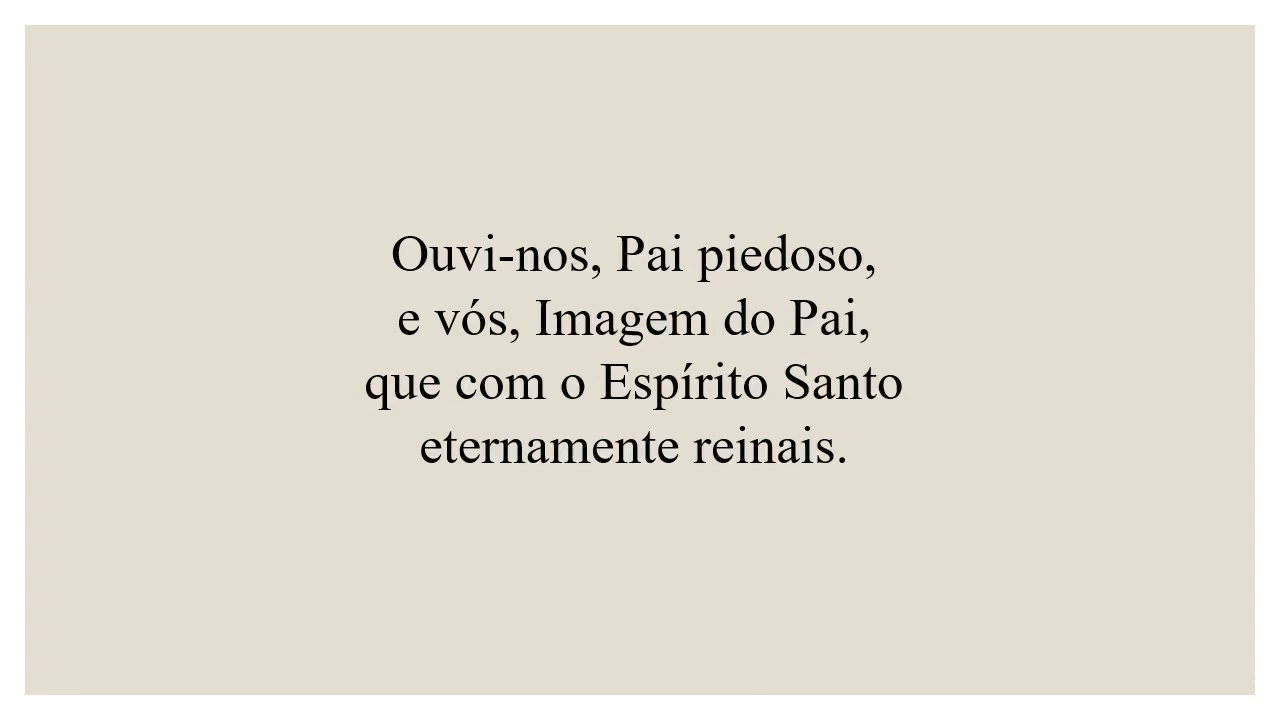 Ouvi-nos, Pai piedoso,
e vós, Imagem do Pai,
que com o Espírito Santo
eternamente reinais.